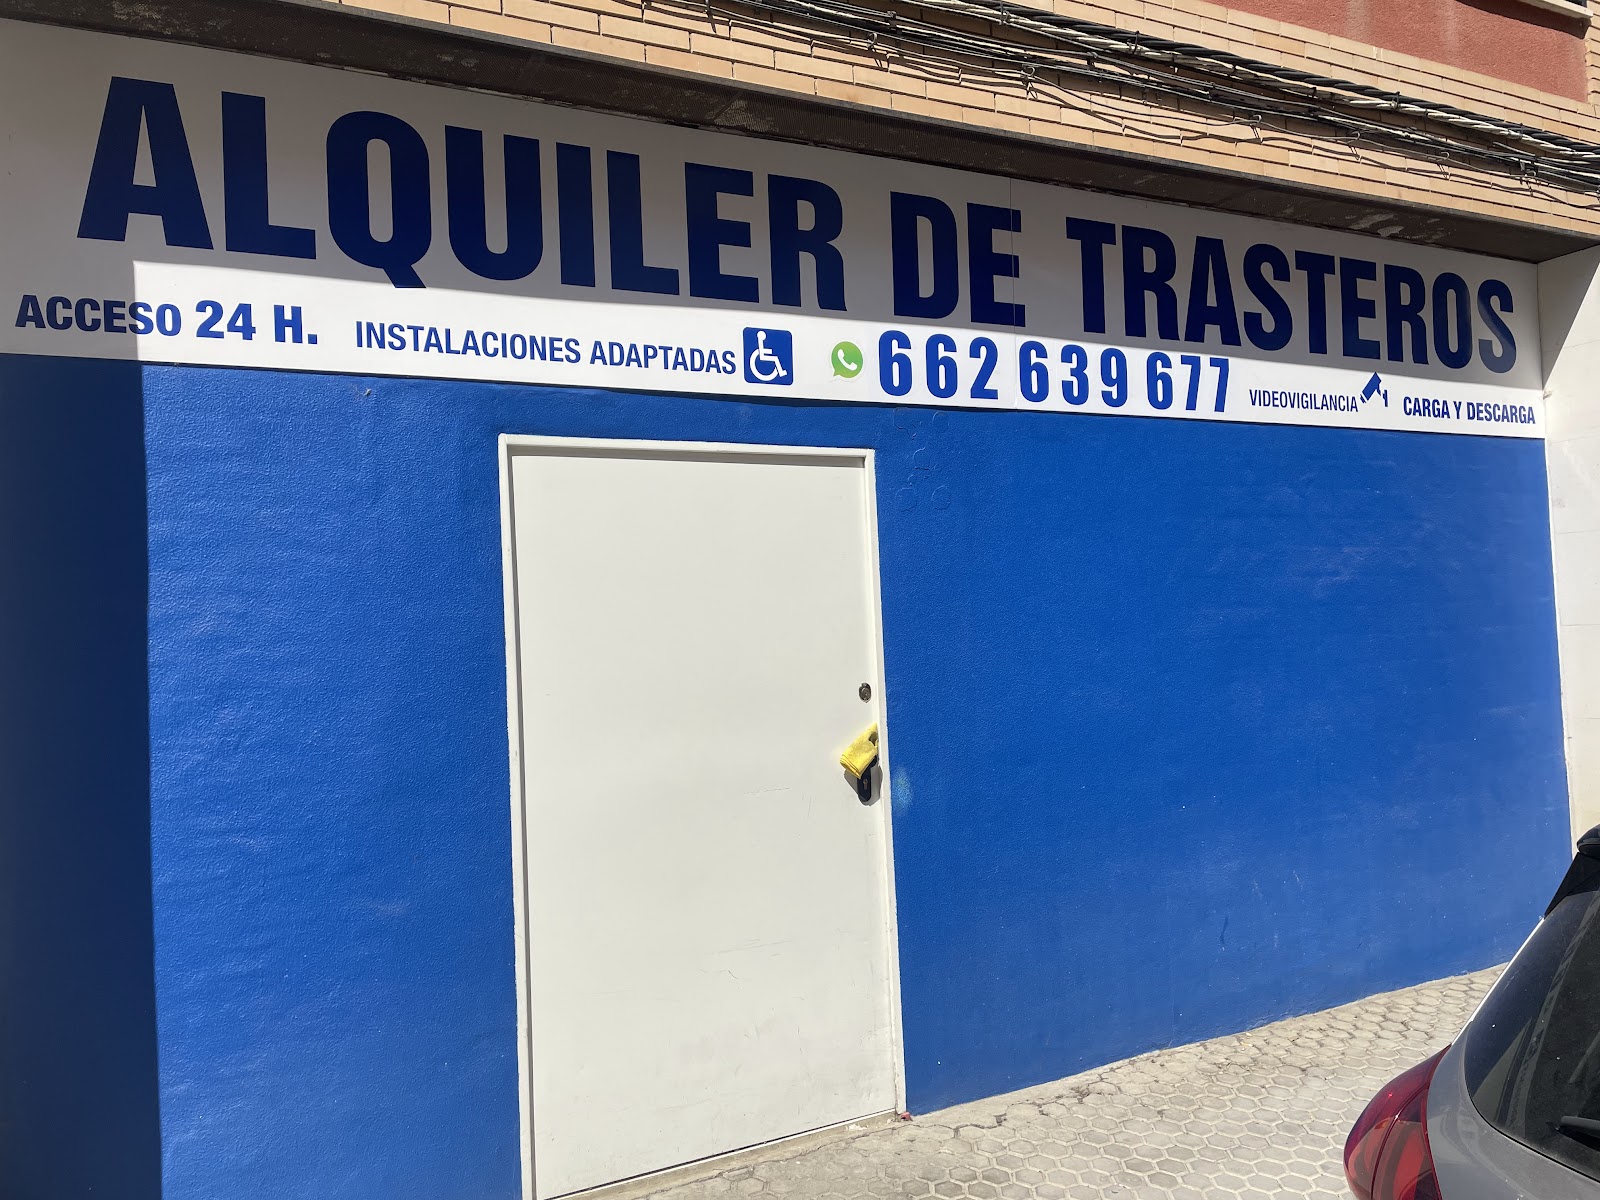 ALQUILER DE TRASTEROS
ACCESO 24 H. INSTALACIONES ADAPTADAS 662 639 677 VIDEOVIGILANCIA CARGA Y DESCARGA